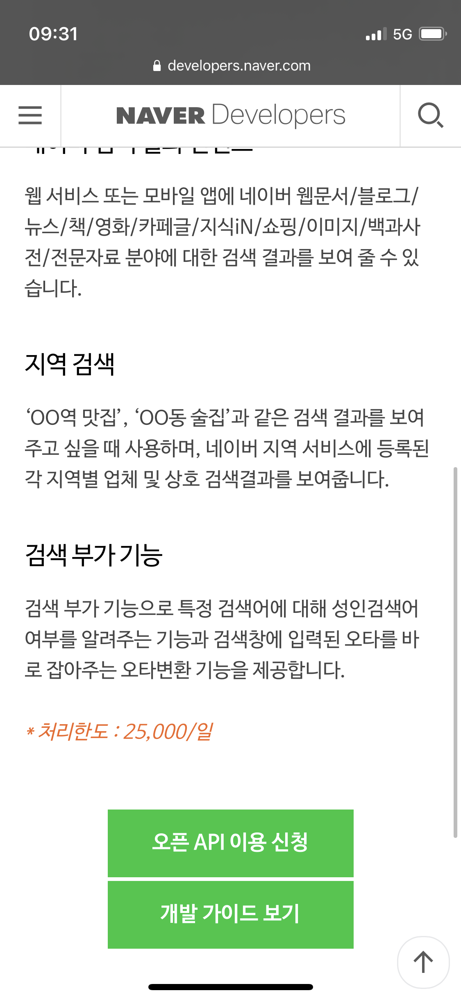 09:31
5G
developers.naver.com
NAVER Developers
웹 서비스 또는 모바일 앱에 네이버 웹문서/블로그/
뉴스/책/영화/카페글/지식iN/쇼핑/이미지/백과사
전/전문자료 분야에 대한 검색 결과를 보여 줄 수 있
습니다.
지역 검색
‘OO역 맛집’, ‘OO동 술집’과 같은 검색 결과를 보여
주고 싶을 때 사용하며, 네이버 지역 서비스에 등록된
각 지역별 업체 및 상호 검색결과를 보여줍니다.
검색 부가 기능
검색 부가 기능으로 특정 검색어에 대해 성인검색어
여부를 알려주는 기능과 검색창에 입력된 오타를 바
로 잡아주는 오타변환 기능을 제공합니다.
* 처리한도 : 25,000/일
오픈 API 이용 신청
개발 가이드 보기